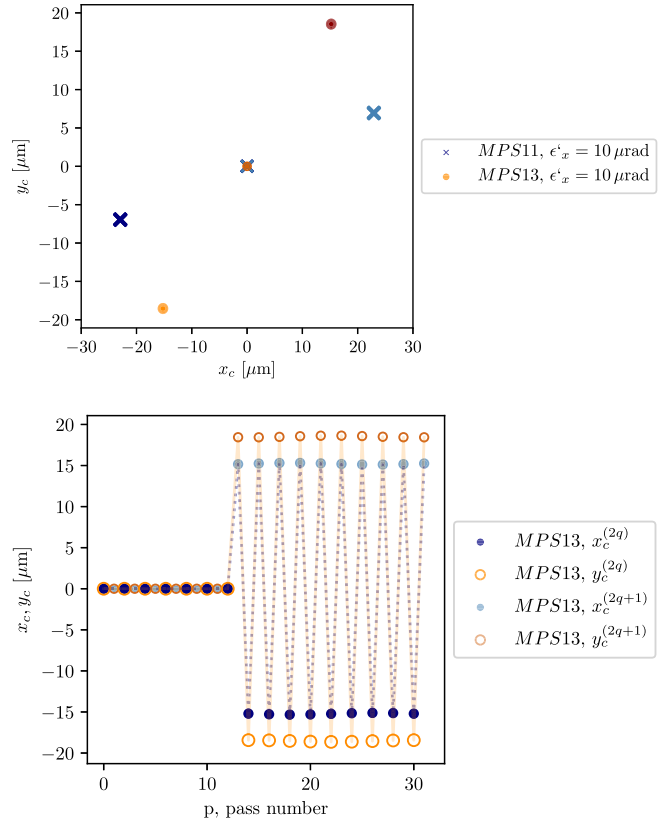 20
15
10
5
0
−5
−10
−15
−20
−30
−20
−10
0
10
20
30
y_c [μm]
x_c [μm]
MPS11, ϵ‘_x = 10 μrad
MPS13, ϵ‘_x = 10 μrad
20
15
10
5
0
−5
−10
−15
−20
0
10
20
30
x_c, y_c [μm]
p, pass number
MPS13, x_c^(2q)
MPS13, y_c^(2q)
MPS13, x_c^(2q+1)
MPS13, y_c^(2q+1)